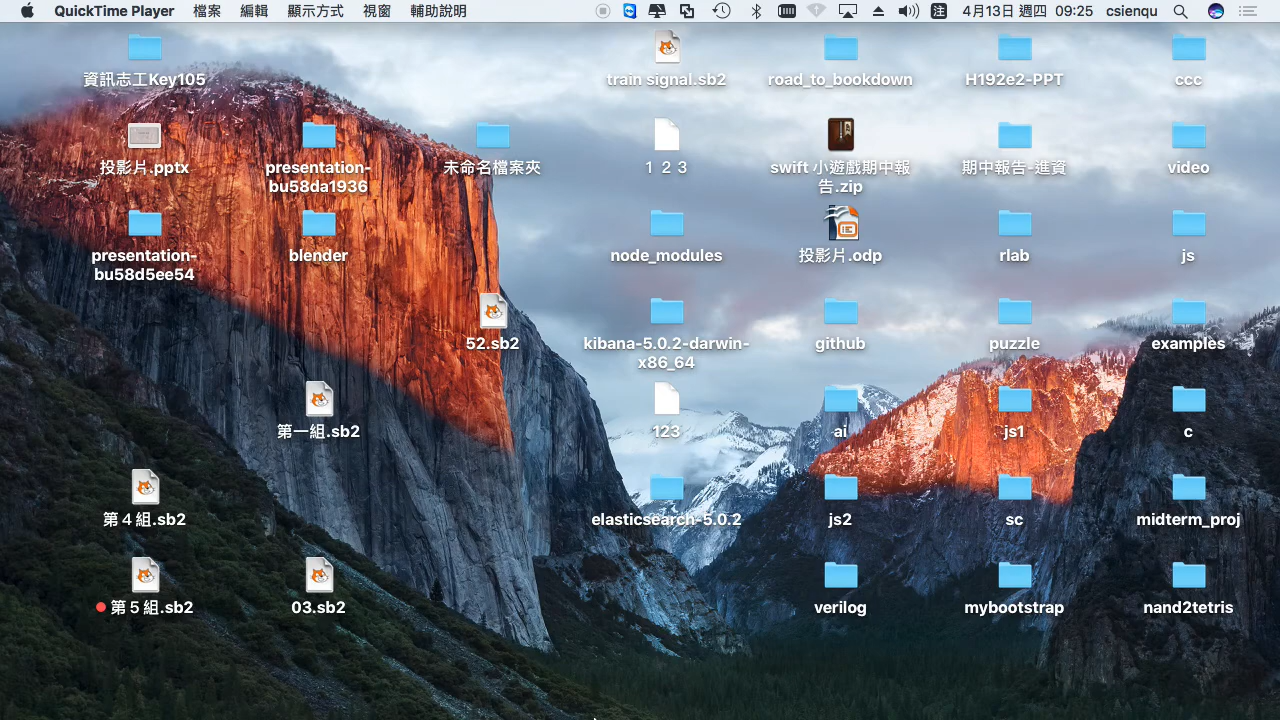 QuickTime Player 檔案 編輯 顯示方式 視窗 輔助說明 注 4月13日 週四 09:25 csienqu
資訊志工Key105
train signal.sb2
road_to_bookdown
H192e2-PPT
ccc
投影片.pptx
presentation-
bu58da1936
未命名檔案夾
１２３
swift 小遊戲期中報
告.zip
期中報告-進資
video
presentation-
bu58d5ee54
blender
node_modules
投影片.odp
rlab
js
52.sb2
kibana-5.0.2-darwin-
x86_64
github
puzzle
examples
第一組.sb2
123
ai
js1
c
第４組.sb2
elasticsearch-5.0.2
js2
sc
midterm_proj
第５組.sb2
03.sb2
verilog
mybootstrap
nand2tetris